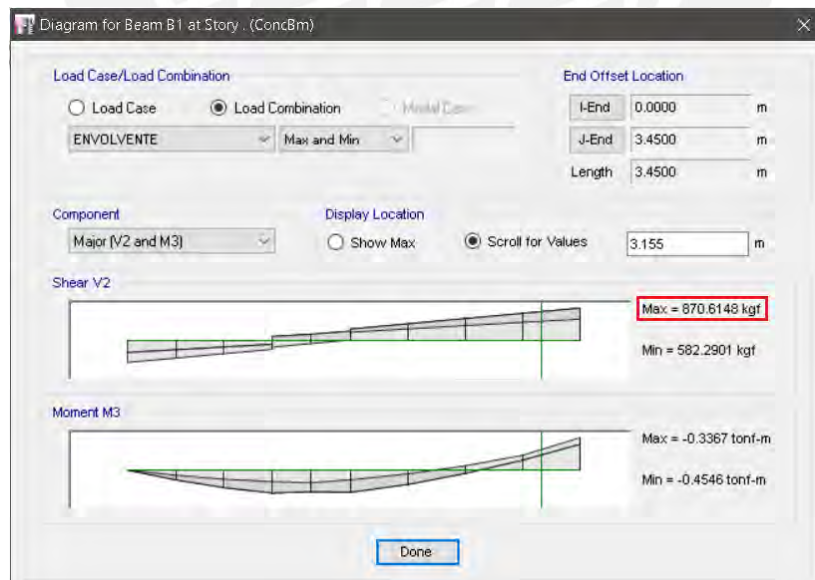 Diagram for Beam B1 at Story . (ConcBm)
Load Case/Load Combination
End Offset Location
Load Case
Load Combination
Modal Case
I-End 0.0000 m
ENVOLVENTE Max and Min
J-End 3.4500 m
Length 3.4500 m
Component
Display Location
Major (V2 and M3)
Show Max
Scroll for Values
3.155 m
Shear V2
Max = 870.6148 kgf
Min = 582.2901 kgf
Moment M3
Max = -0.3367 tonf-m
Min = -0.4546 tonf-m
Done